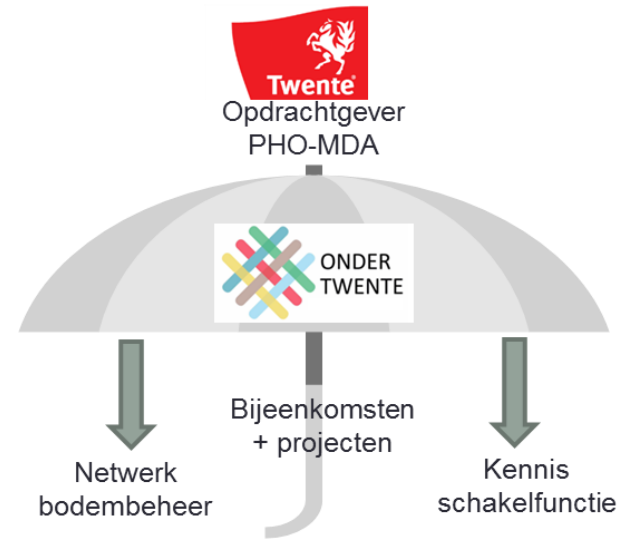 Twente
Opdrachtgever
PHO-MDA
ONDER
TWENTE
Bijeenkomsten
+ projecten
Netwerk
bodembeheer
Kennis
schakelfunctie